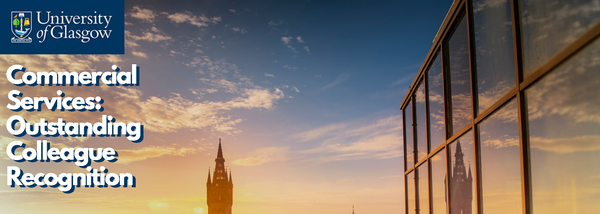 University
of Glasgow
Commercial
Services:
Outstanding
Colleague
Recognition